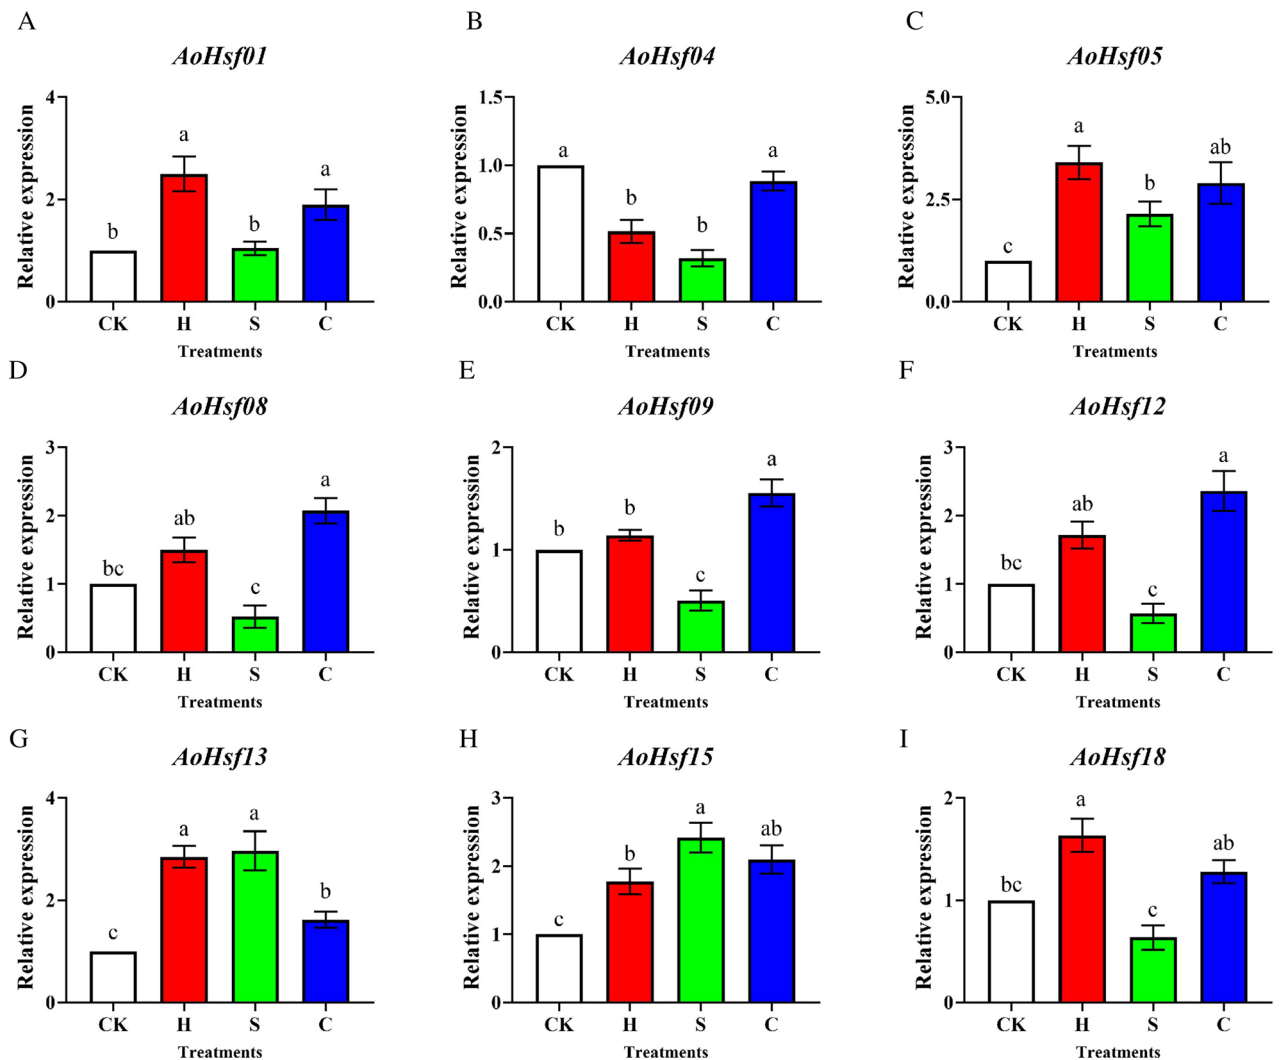 A
AoHsf01
Relative expression
4
2
0
b
a
b
a
CK H S C
Treatments
B
AoHsf04
Relative expression
1.5
1.0
0.5
0.0
a
b
b
a
CK H S C
Treatments
C
AoHsf05
Relative expression
5.0
2.5
0.0
c
a
b
ab
CK H S C
Treatments
D
AoHsf08
Relative expression
3
2
1
0
bc
ab
c
a
CK H S C
Treatments
E
AoHsf09
Relative expression
2
1
0
b
b
c
a
CK H S C
Treatments
F
AoHsf12
Relative expression
3
2
1
0
bc
ab
c
a
CK H S C
Treatments
G
AoHsf13
Relative expression
4
2
0
c
a
a
b
CK H S C
Treatments
H
AoHsf15
Relative expression
3
2
1
0
c
b
a
ab
CK H S C
Treatments
I
AoHsf18
Relative expression
2
1
0
bc
a
c
ab
CK H S C
Treatments